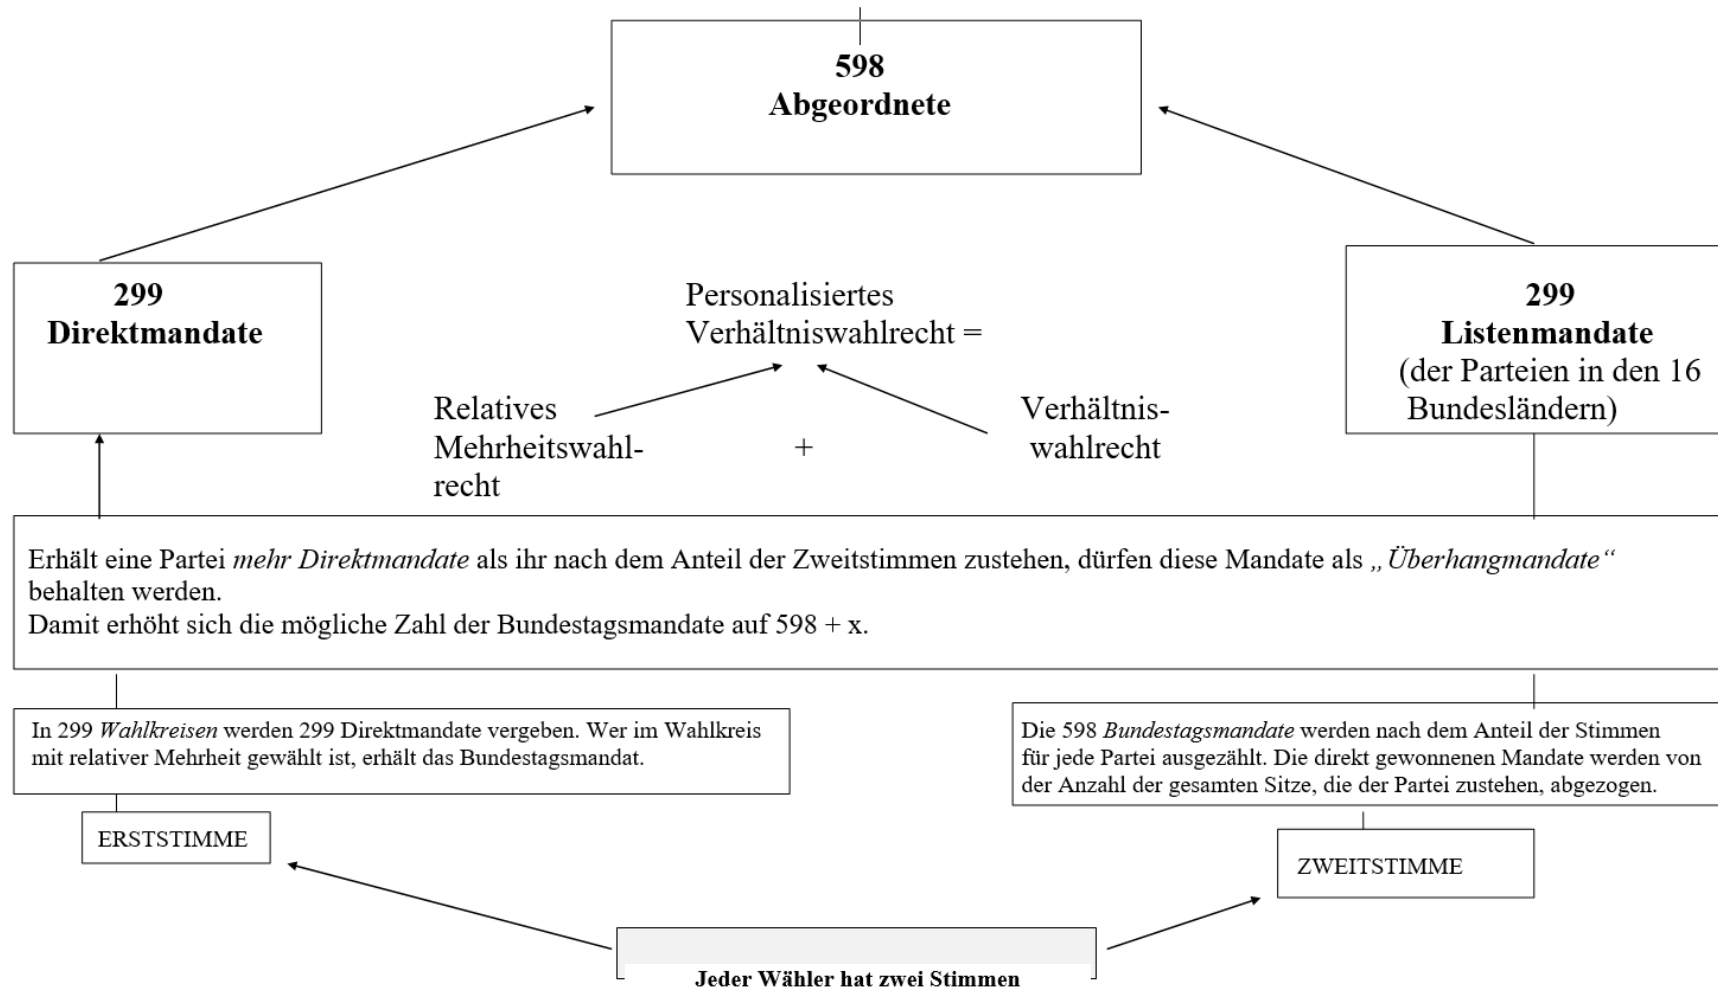 598
Abgeordnete
299
Direktmandate
Personalisiertes
Verhältniswahlrecht =
299
Listenmandate
(der Parteien in den 16
Bundesländern)
Relatives
Mehrheitswahl-
recht
+
Verhältnis-
wahlrecht
Erhält eine Partei mehr Direktmandate als ihr nach dem Anteil der Zweitstimmen zustehen, dürfen diese Mandate als „Überhangmandate“
behalten werden.
Damit erhöht sich die mögliche Zahl der Bundestagsmandate auf 598 + x.
In 299 Wahlkreisen werden 299 Direktmandate vergeben. Wer im Wahlkreis
mit relativer Mehrheit gewählt ist, erhält das Bundestagsmandat.
Die 598 Bundestagsmandate werden nach dem Anteil der Stimmen
für jede Partei ausgezählt. Die direkt gewonnenen Mandate werden von
der Anzahl der gesamten Sitze, die der Partei zustehen, abgezogen.
ERSTSTIMME
ZWEITSTIMME
Jeder Wähler hat zwei Stimmen